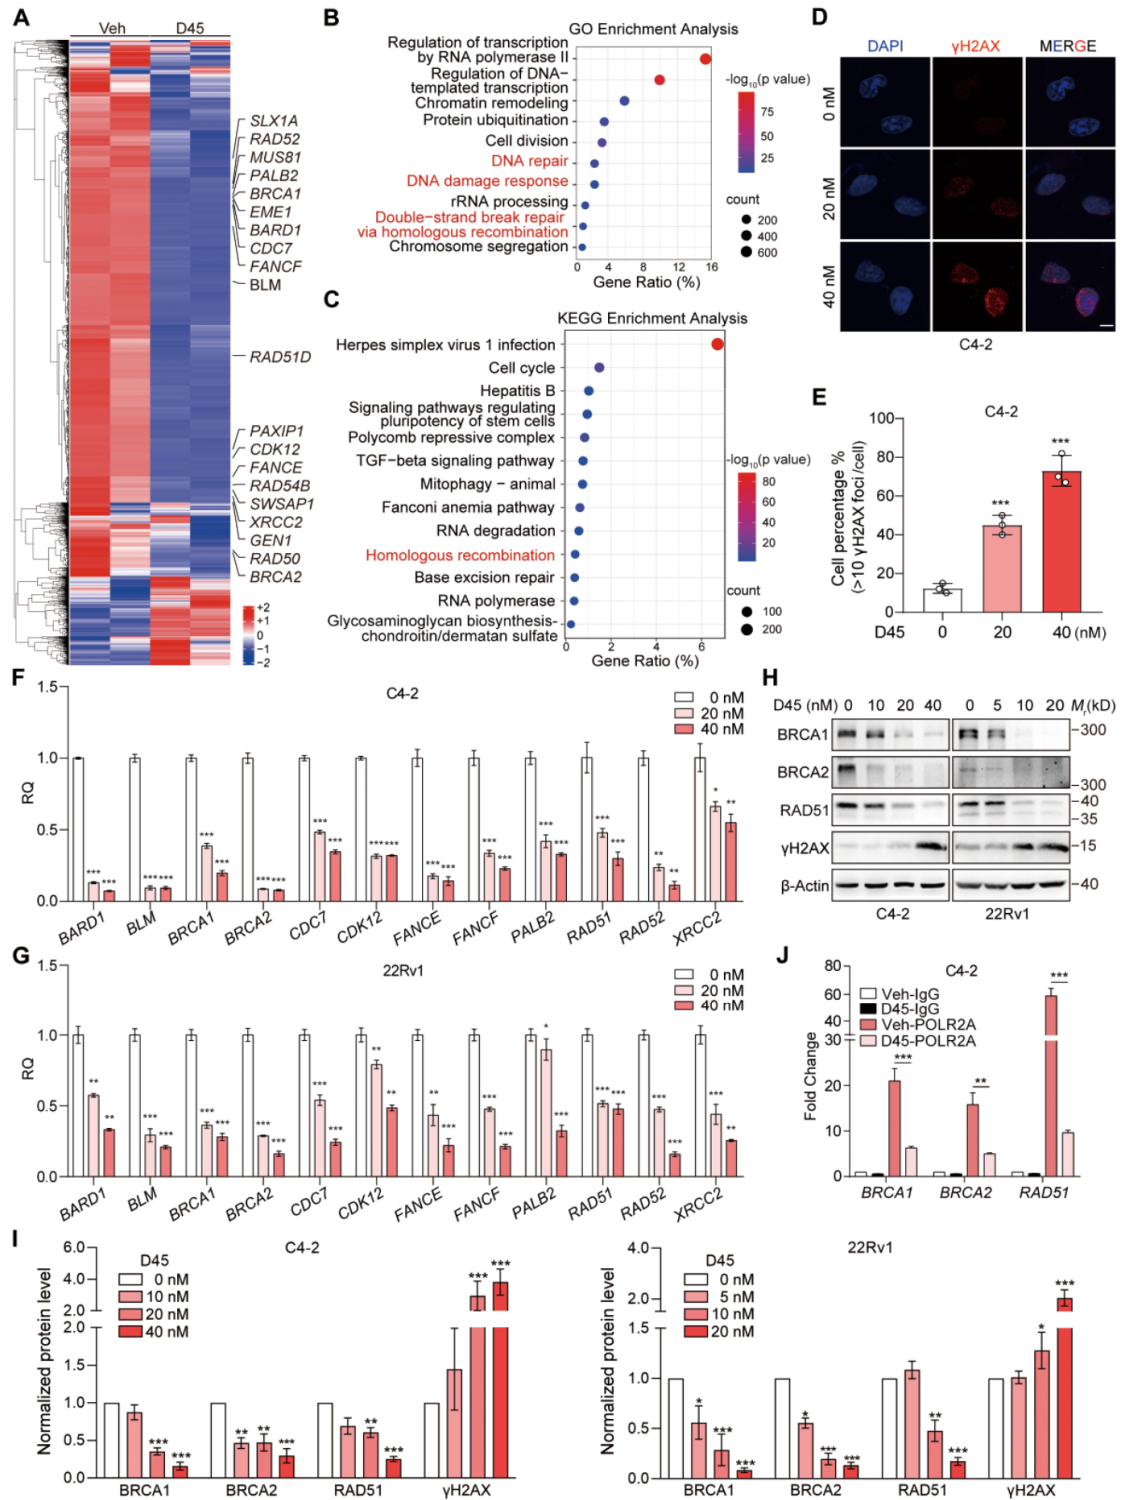 A
Veh
D45
SLX1A
RAD52
MUS81
PALB2
BRCA1
EME1
BARD1
CDC7
FANCF
BLM
RAD51D
PAXIP1
CDK12
FANCE
RAD54B
SWSAP1
XRCC2
GEN1
RAD50
BRCA2
+2
+1
0
−1
−2
B
GO Enrichment Analysis
Regulation of transcription
by RNA polymerase II
Regulation of DNA−
templated transcription
Chromatin remodeling
Protein ubiquitination
Cell division
DNA repair
DNA damage response
rRNA processing
Double−strand break repair
via homologous recombination
Chromosome segregation
0 4 8 12 16
Gene Ratio (%)
-log10(p value)
75
50
25
count
200
400
600
C
KEGG Enrichment Analysis
Herpes simplex virus 1 infection
Cell cycle
Hepatitis B
Signaling pathways regulating
pluripotency of stem cells
Polycomb repressive complex
TGF−beta signaling pathway
Mitophagy − animal
Fanconi anemia pathway
RNA degradation
Homologous recombination
Base excision repair
RNA polymerase
Glycosaminoglycan biosynthesis-
chondroitin/dermatan sulfate
0 2 4 6
Gene Ratio (%)
-log10(p value)
80
60
40
20
count
100
200
D
DAPI γH2AX MERGE
0 nM
20 nM
40 nM
C4-2
E
C4-2
Cell percentage %
(>10 γH2AX foci/cell)
100
80
60
40
20
0
*** ***
D45 0 20 40 (nM)
F
C4-2
0 nM
20 nM
40 nM
RQ
1.5
1.0
0.5
0.0
*** *** *** *** *** *** *** *** *** *** *** *** *** *** *** *** *** *** *** *** ** ** * **
BARD1 BLM BRCA1 BRCA2 CDC7 CDK12 FANCE FANCF PALB2 RAD51 RAD52 XRCC2
G
22Rv1
0 nM
20 nM
40 nM
RQ
1.5
1.0
0.5
0.0
** ** *** *** *** *** *** *** *** *** ** *** ** *** *** *** * *** *** *** *** *** *** **
BARD1 BLM BRCA1 BRCA2 CDC7 CDK12 FANCE FANCF PALB2 RAD51 RAD52 XRCC2
H
D45 (nM) 0 10 20 40 0 5 10 20 Mr(kD)
BRCA1 300
BRCA2 300
RAD51 40
35
γH2AX 15
β-Actin 40
C4-2 22Rv1
J
C4-2
Veh-IgG
D45-IgG
Veh-POLR2A
D45-POLR2A
Fold Change
80
60
40
30
20
10
0
*** ** ***
BRCA1 BRCA2 RAD51
I
C4-2
D45
0 nM
10 nM
20 nM
40 nM
Normalized protein level
6.0
4.0
2.0
2.0
1.5
1.0
0.5
0.0
*** *** ** ** ** ** *** *** ***
BRCA1 BRCA2 RAD51 γH2AX
22Rv1
D45
0 nM
5 nM
10 nM
20 nM
Normalized protein level
4.0
2.0
1.5
1.0
0.5
0.0
* *** *** * *** *** ** *** * ***
BRCA1 BRCA2 RAD51 γH2AX